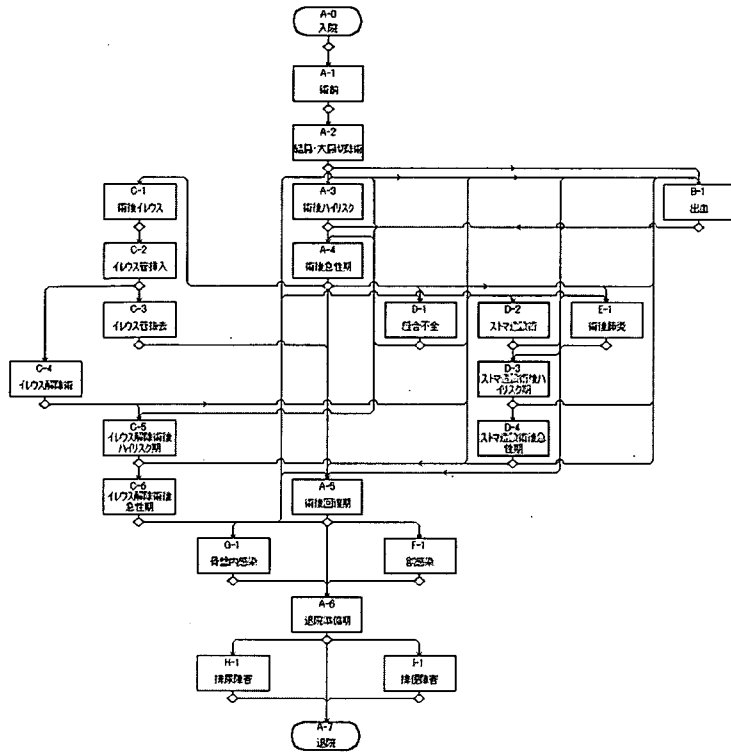 A-0
入院
A-1
術前
A-2
結腸・大腸切除術
C-1
術後イレウス
A-3
術後ハイリスク
B-1
出血
C-2
イレウス管挿入
A-4
術後急性期
C-3
イレウス管抜去
D-1
縫合不全
D-2
ストマ造設術
E-1
術後肺炎
C-4
イレウス解除術
D-3
ストマ造設術後ハ
イリスク期
C-5
イレウス解除術後
ハイリスク期
D-4
ストマ造設術後急
性期
C-6
イレウス解除術後
急性期
A-5
術後回復期
G-1
骨盤内感染
F-1
創感染
A-6
退院準備期
H-1
排尿障害
I-1
排便障害
A-7
退院